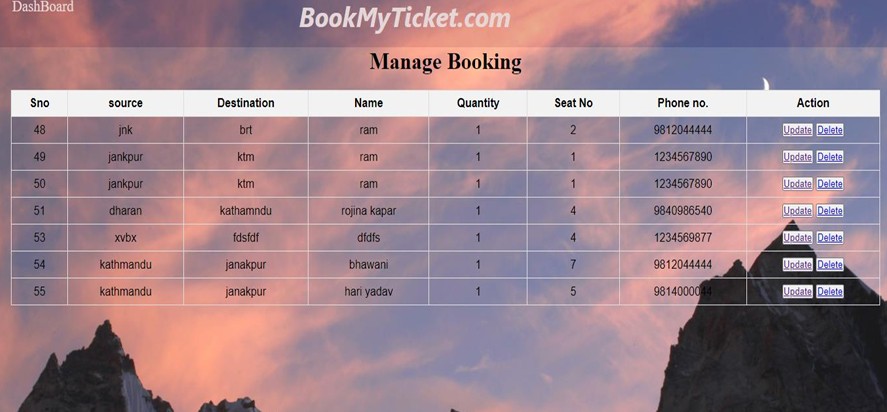 DashBoard
BookMyTicket.com
Manage Booking
Sno source Destination Name Quantity Seat No Phone no. Action
48 jnk brt ram 1 2 9812044444 Update Delete
49 jankpur ktm ram 1 1 1234567890 Update Delete
50 jankpur ktm ram 1 1 1234567890 Update Delete
51 dharan kathamndu rojina kapar 1 4 9840986540 Update Delete
53 xvbx fdsfdf dfdfs 1 4 1234569877 Update Delete
54 kathmandu janakpur bhawani 1 7 9812044444 Update Delete
55 kathmandu janakpur hari yadav 1 5 9814000044 Update Delete